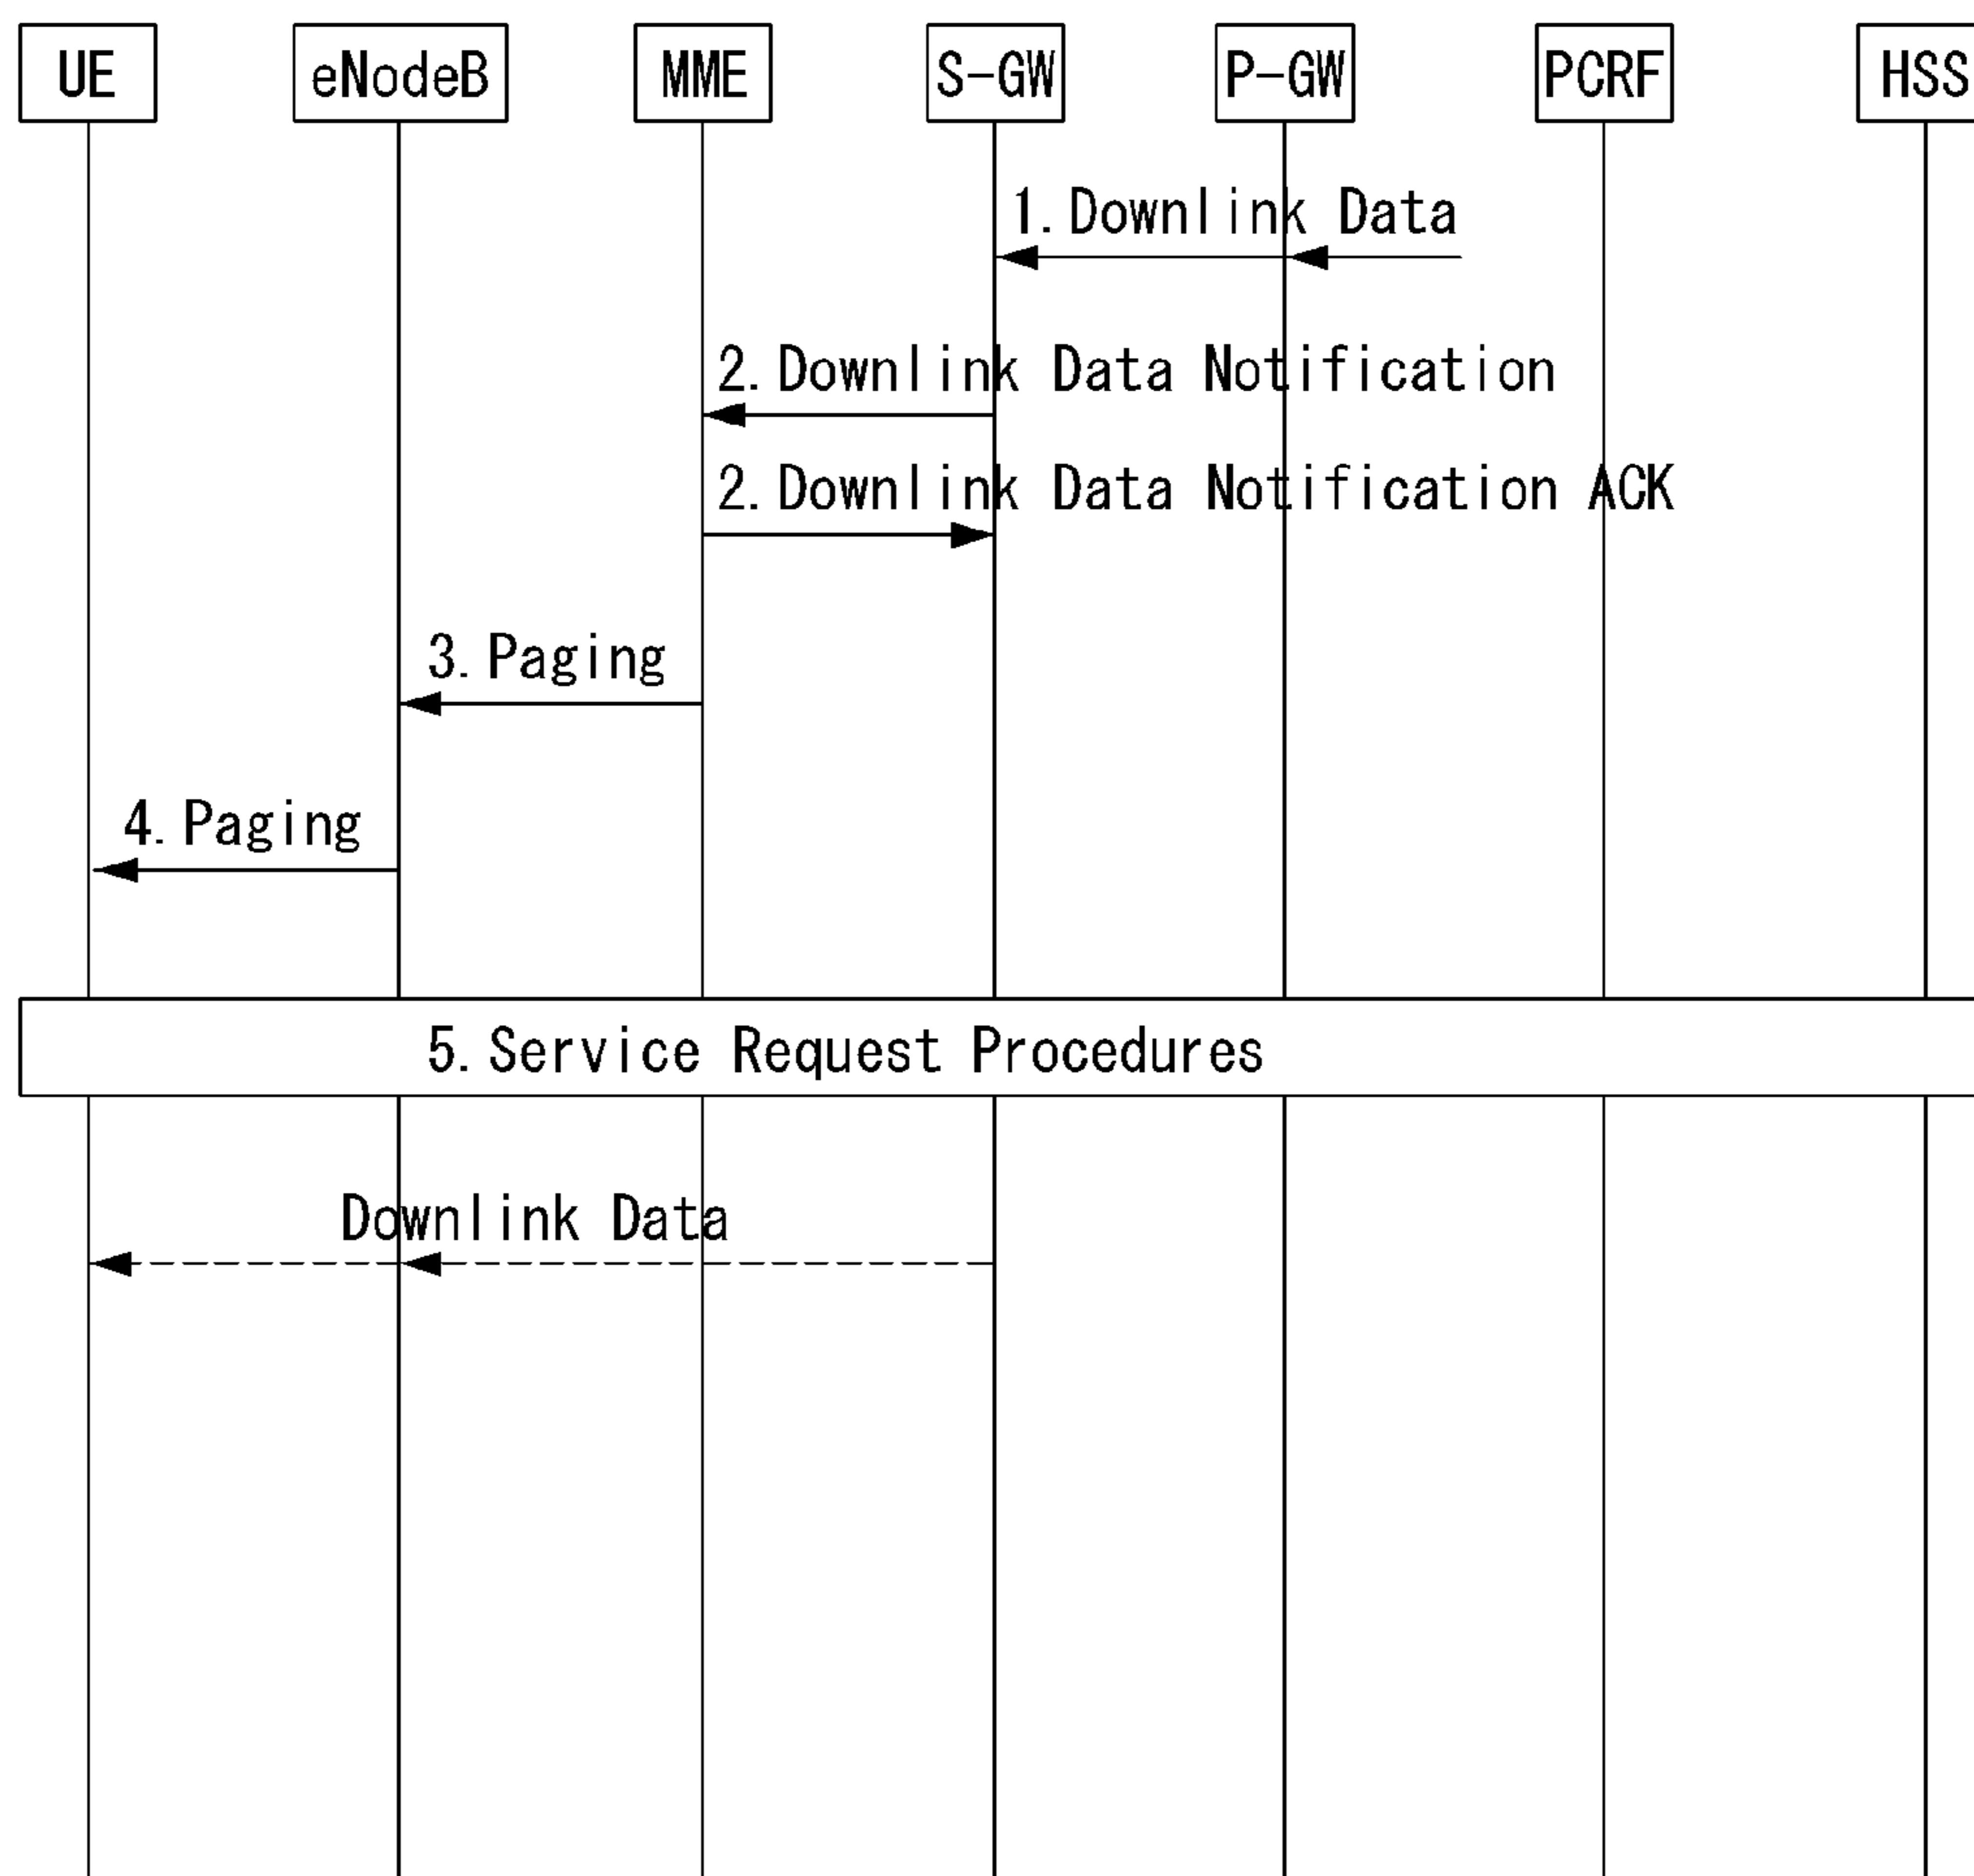 UE eNodeB MME S-GW P-GW PCRF HSS
1. Downlink Data
2. Downlink Data Notification
2. Downlink Data Notification ACK
3. Paging
4. Paging
5. Service Request Procedures
Downlink Data